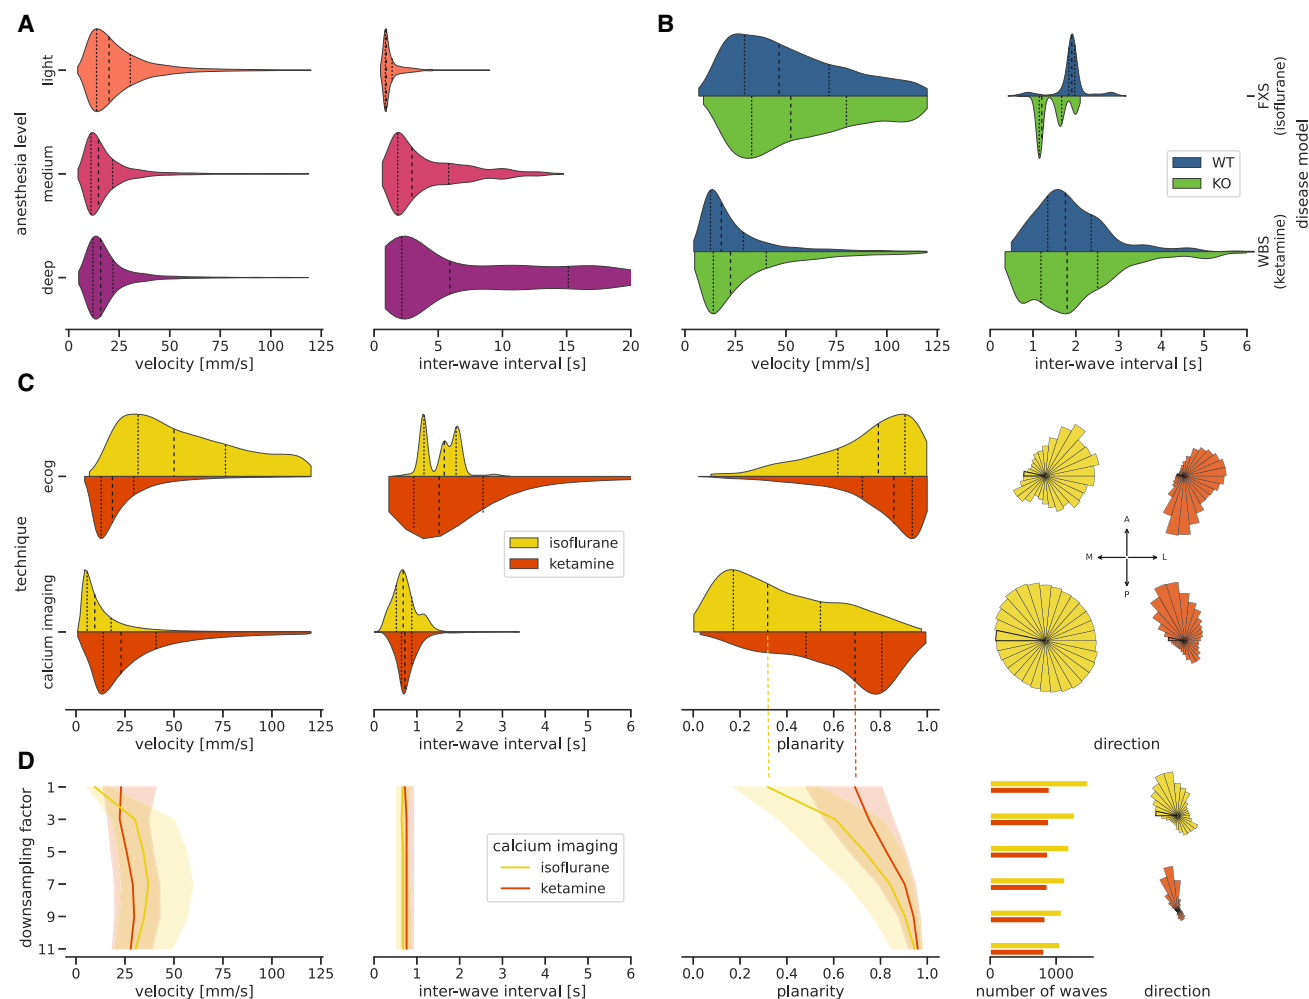 A
B
anesthesia level
light
medium
deep
0 25 50 75 100 125
velocity [mm/s]
0 5 10 15 20
inter-wave interval [s]
WT
KO
FXS
(isoflurane)
WBS
(ketamine)
disease model
0 25 50 75 100 125
velocity [mm/s]
0 1 2 3 4 5 6
inter-wave interval [s]
C
technique
ecog
calcium imaging
isoflurane
ketamine
A
M
L
P
0 25 50 75 100 125
velocity [mm/s]
0 1 2 3 4 5 6
inter-wave interval [s]
0.0 0.2 0.4 0.6 0.8 1.0
planarity
direction
D
downsampling factor
1
3
5
7
9
11
calcium imaging
isoflurane
ketamine
0 25 50 75 100 125
velocity [mm/s]
0 1 2 3 4 5 6
inter-wave interval [s]
0.0 0.2 0.4 0.6 0.8 1.0
planarity
0 1000
number of waves
direction